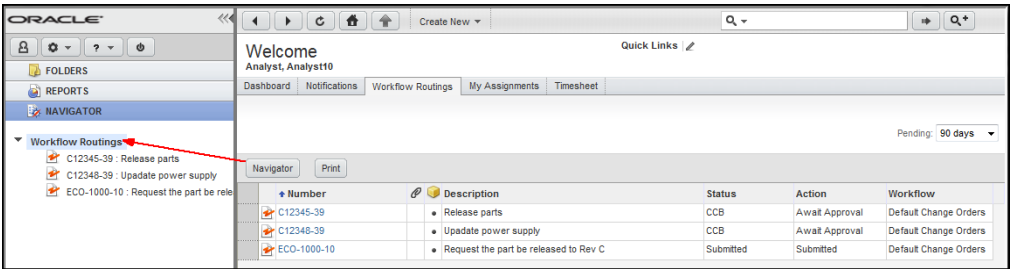 ORACLE
?
FOLDERS
REPORTS
NAVIGATOR
Workflow Routings
C12345-39 : Release parts
C12348-39 : Upadate power supply
ECO-1000-10 : Request the part be rele
Create New
Welcome
Analyst, Analyst10
Quick Links
Dashboard Notifications Workflow Routings My Assignments Timesheet
Pending: 90 days
Navigator Print
Number Description Status Action Workflow
C12345-39 Release parts CCB Await Approval Default Change Orders
C12348-39 Upadate power supply CCB Await Approval Default Change Orders
ECO-1000-10 Request the part be released to Rev C Submitted Submitted Default Change Orders